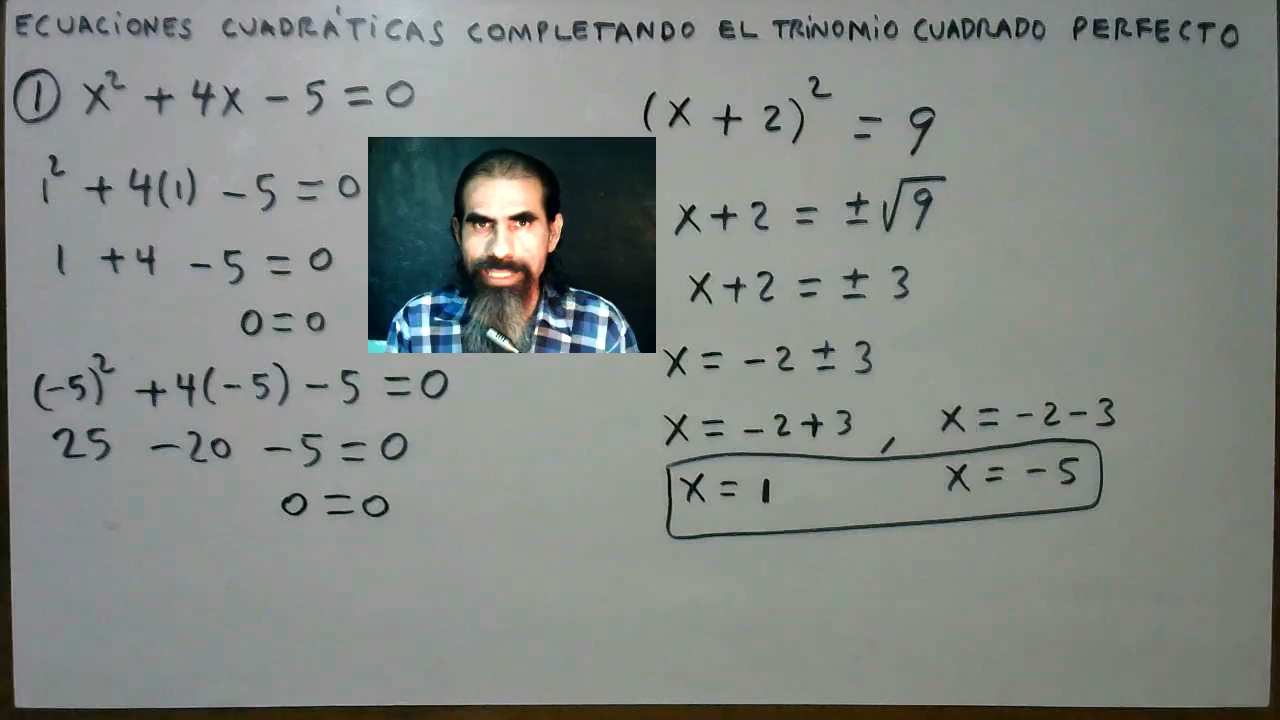 ECUACIONES CUADRÁTICAS COMPLETANDO EL TRINOMIO CUADRADO PERFECTO
① x² + 4x - 5 = 0
1² + 4(1) - 5 = 0
1 + 4 - 5 = 0
0 = 0
(-5)² + 4(-5) - 5 = 0
25 - 20 - 5 = 0
0 = 0
(x + 2)² = 9
x + 2 = ± √9
x + 2 = ± 3
x = -2 ± 3
x = -2 + 3 , x = -2 - 3
x = 1 x = -5